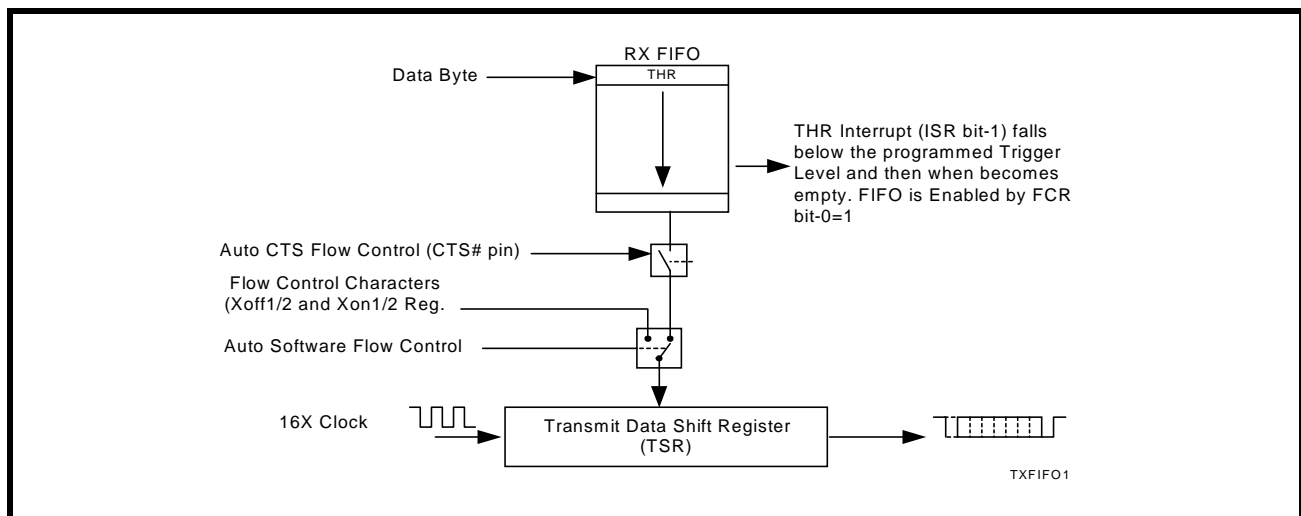 RX FIFO
Data Byte
THR
THR Interrupt (ISR bit-1) falls
below the programmed Trigger
Level and then when becomes
empty. FIFO is Enabled by FCR
bit-0=1
Auto CTS Flow Control (CTS# pin)
Flow Control Characters
(Xoff1/2 and Xon1/2 Reg.
Auto Software Flow Control
16X Clock
Transmit Data Shift Register
(TSR)
TXFIFO1